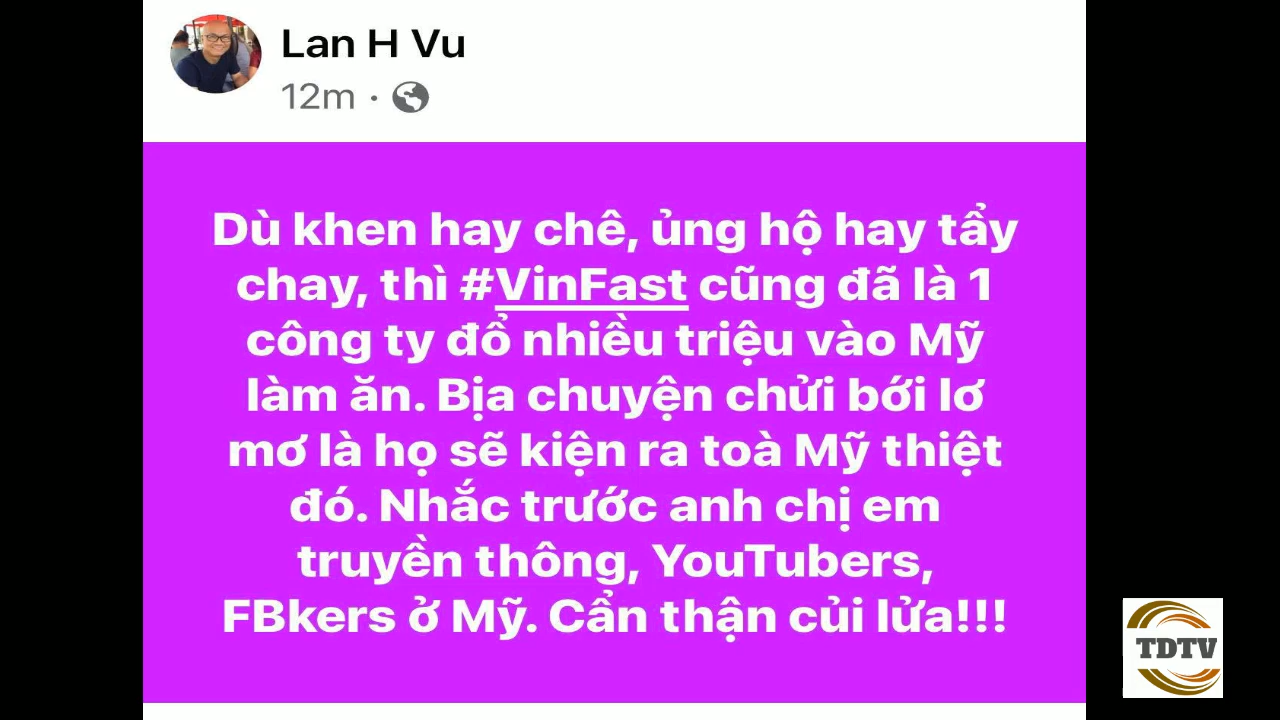 Lan H Vu
12m ·
Dù khen hay chê, ủng hộ hay tẩy
chay, thì #VinFast cũng đã là 1
công ty đổ nhiều triệu vào Mỹ
làm ăn. Bịa chuyện chửi bới lơ
mơ là họ sẽ kiện ra toà Mỹ thiệt
đó. Nhắc trước anh chị em
truyền thông, YouTubers,
FBkers ở Mỹ. Cẩn thận củi lửa!!!
TDTV